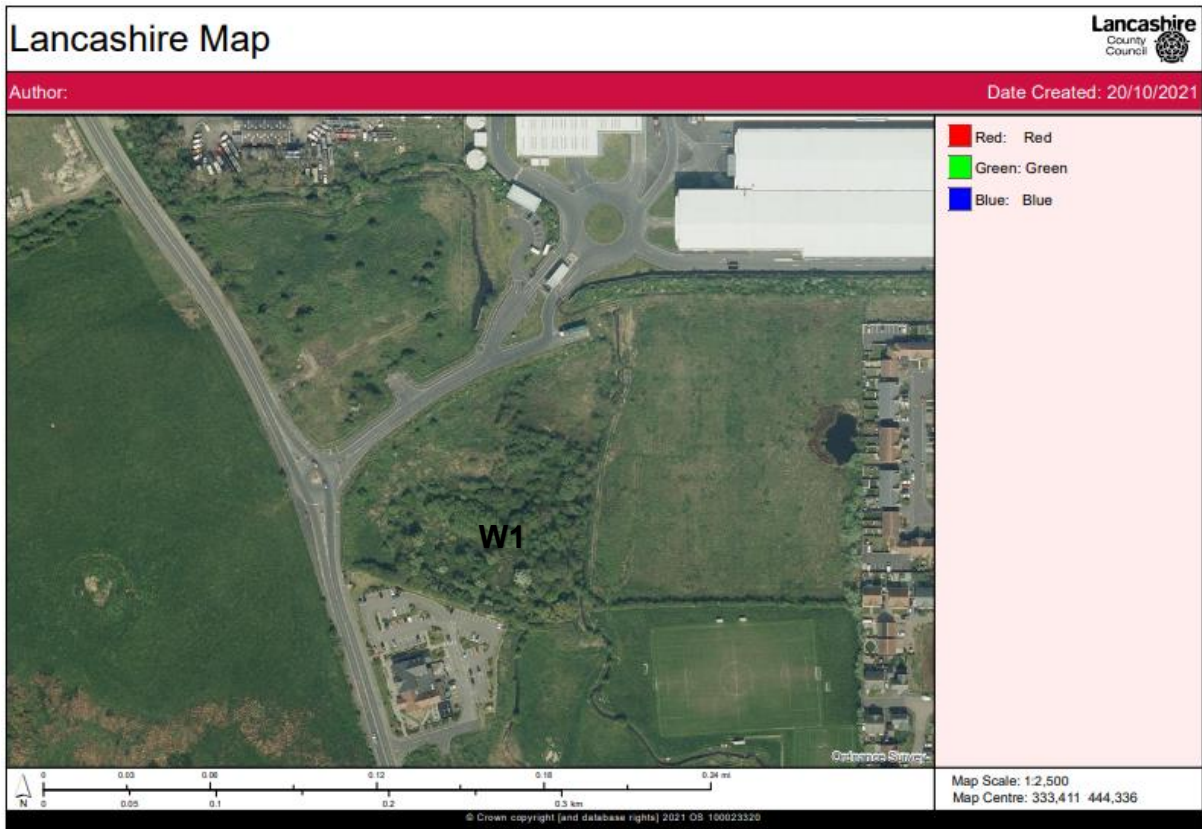 Lancashire Map
Lancashire
County
Council
Author:
Date Created: 20/10/2021
Red: Red
Green: Green
Blue: Blue
W1
Ordnance Survey
0 0.03 0.06 0.12 0.18 0.24 mi
N
0 0.05 0.1 0.2 0.3 km
Map Scale: 1:2,500
Map Centre: 333,411 444,336
© Crown copyright [and database rights] 2021 OS 100023320